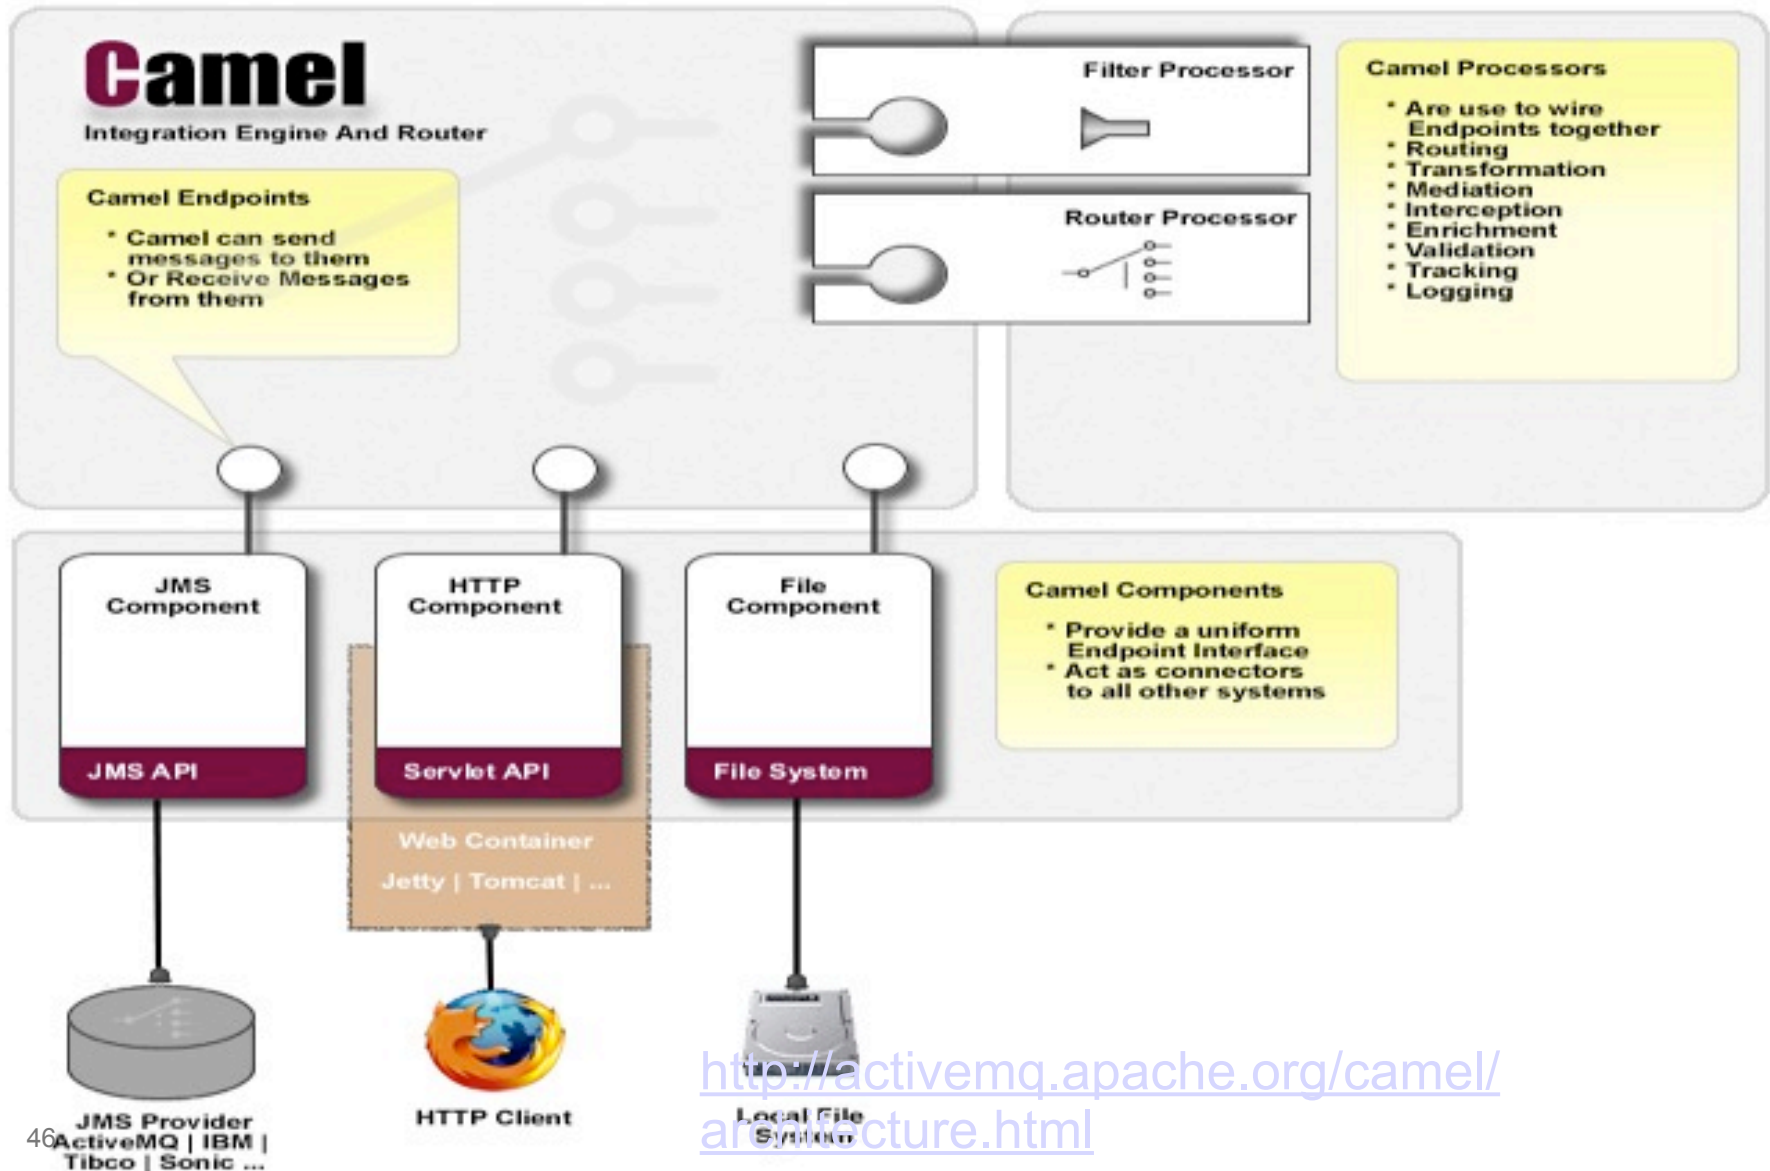 Camel
Integration Engine And Router
Camel Endpoints
* Camel can send
messages to them
* Or Receive Messages
from them
Filter Processor
Router Processor
Camel Processors
* Are use to wire
Endpoints together
* Routing
* Transformation
* Mediation
* Interception
* Enrichment
* Validation
* Tracking
* Logging
JMS
Component
JMS API
HTTP
Component
Servlet API
File
Component
File System
Camel Components
* Provide a uniform
Endpoint Interface
* Act as connectors
to all other systems
Web Container
Jetty | Tomcat | ...
JMS Provider
ActiveMQ | IBM |
Tibco | Sonic ...
HTTP Client
Local File
System
http://activemq.apache.org/camel/
architecture.html
46